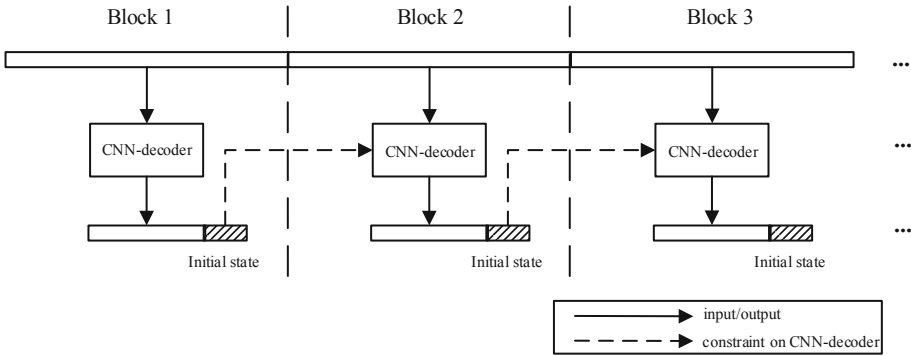 Block 1 Block 2 Block 3
...
CNN-decoder CNN-decoder CNN-decoder
...
...
Initial state Initial state Initial state
input/output
constraint on CNN-decoder